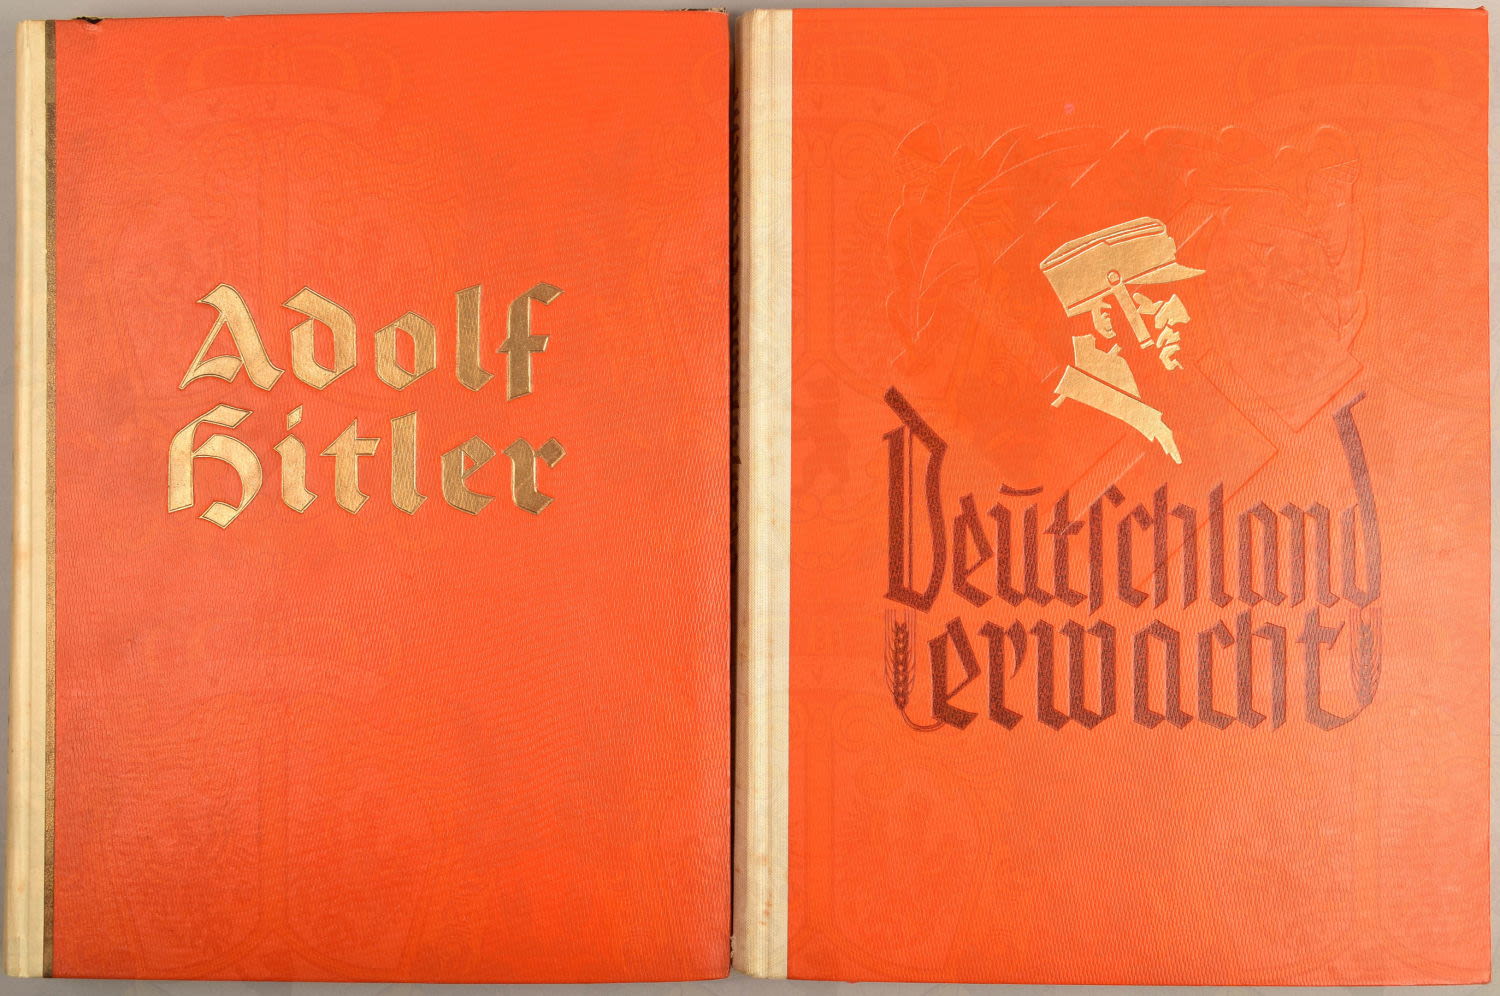 Adolf
Hitler
Deutschland
erwacht